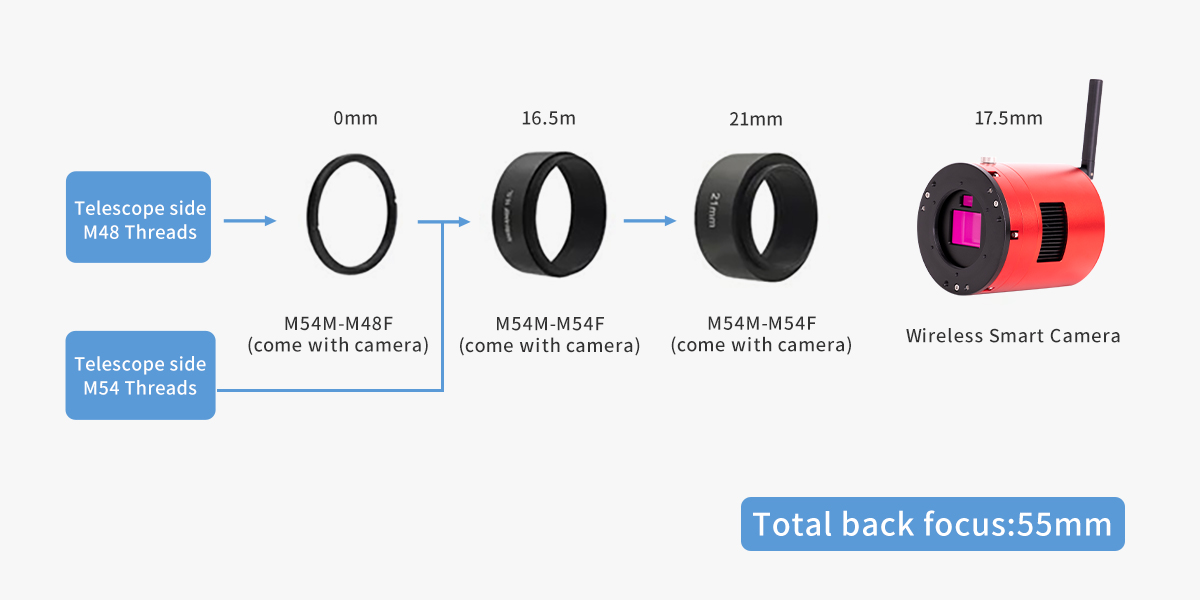 0mm
16.5m
21mm
17.5mm
Telescope side
M48 Threads
21mm
M54M-M48F
(come with camera)
M54M-M54F
(come with camera)
M54M-M54F
(come with camera)
Wireless Smart Camera
Telescope side
M54 Threads
Total back focus:55mm